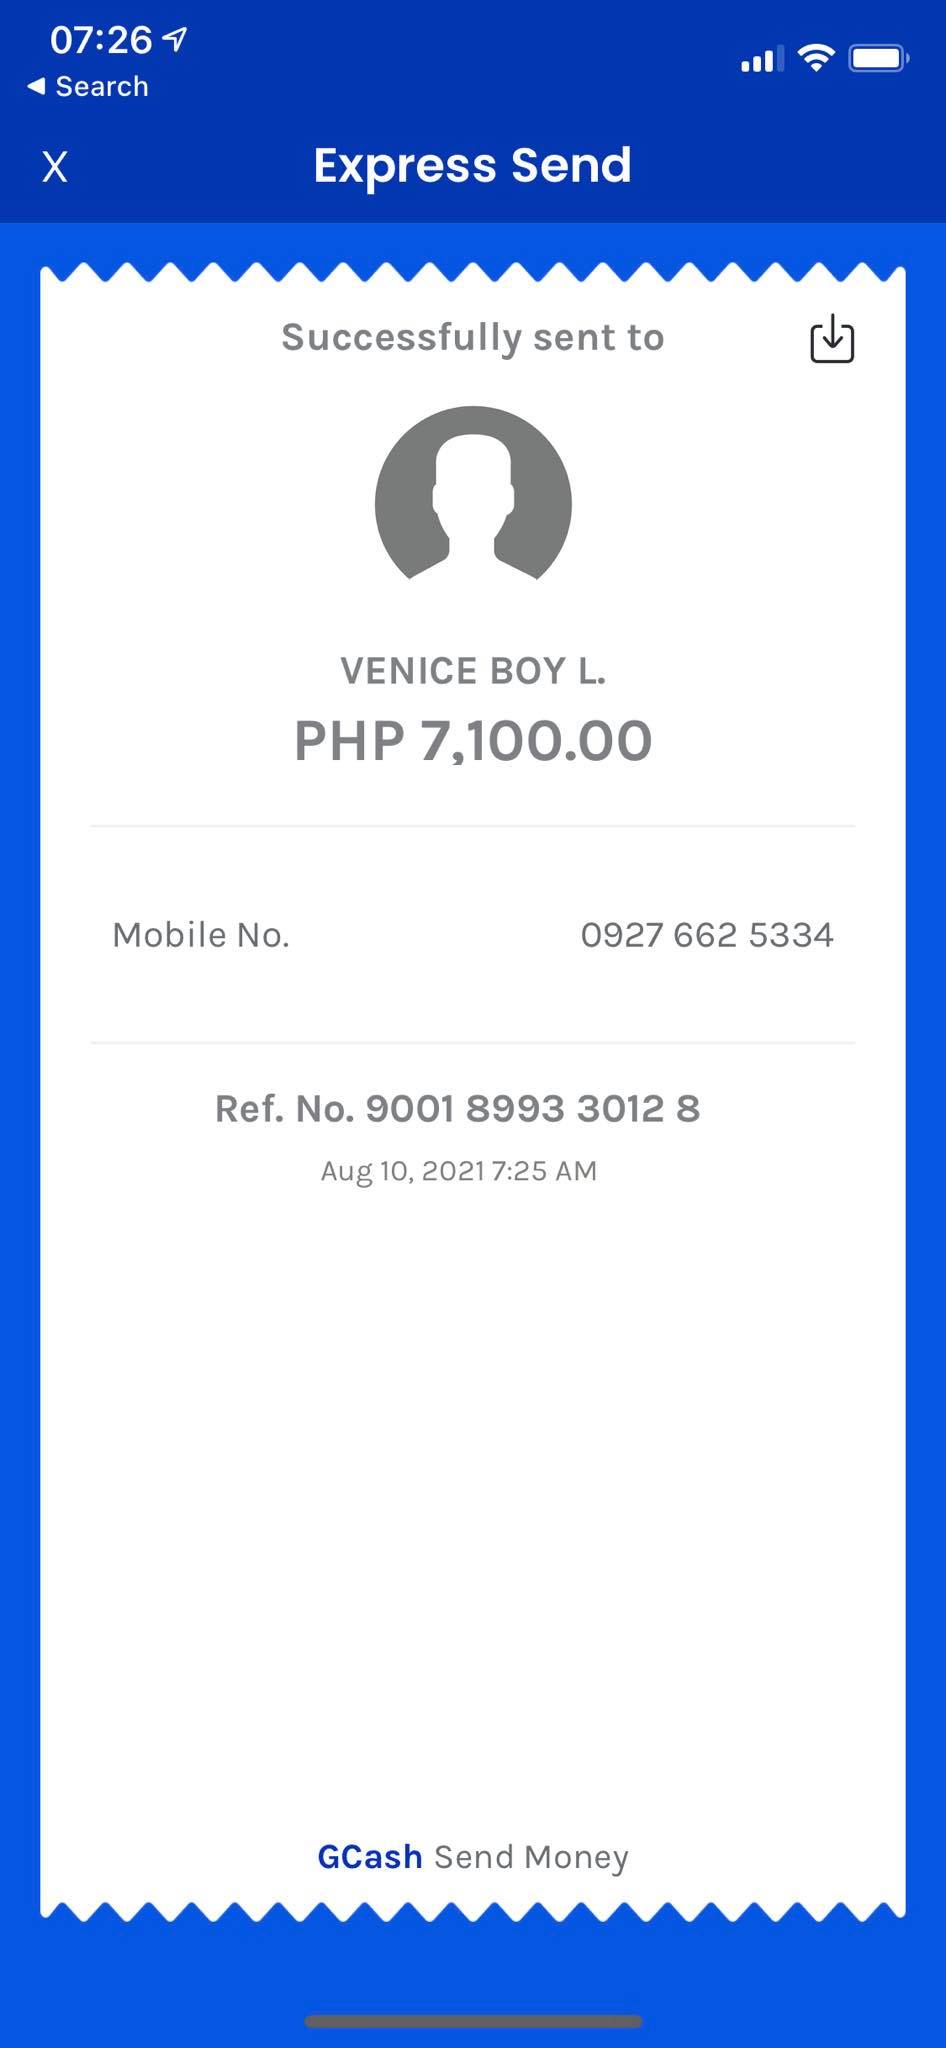 07:26
◀ Search
X Express Send
Successfully sent to
VENICE BOY L.
PHP 7,100.00
Mobile No. 0927 662 5334
Ref. No. 9001 8993 3012 8
Aug 10, 2021 7:25 AM
GCash Send Money